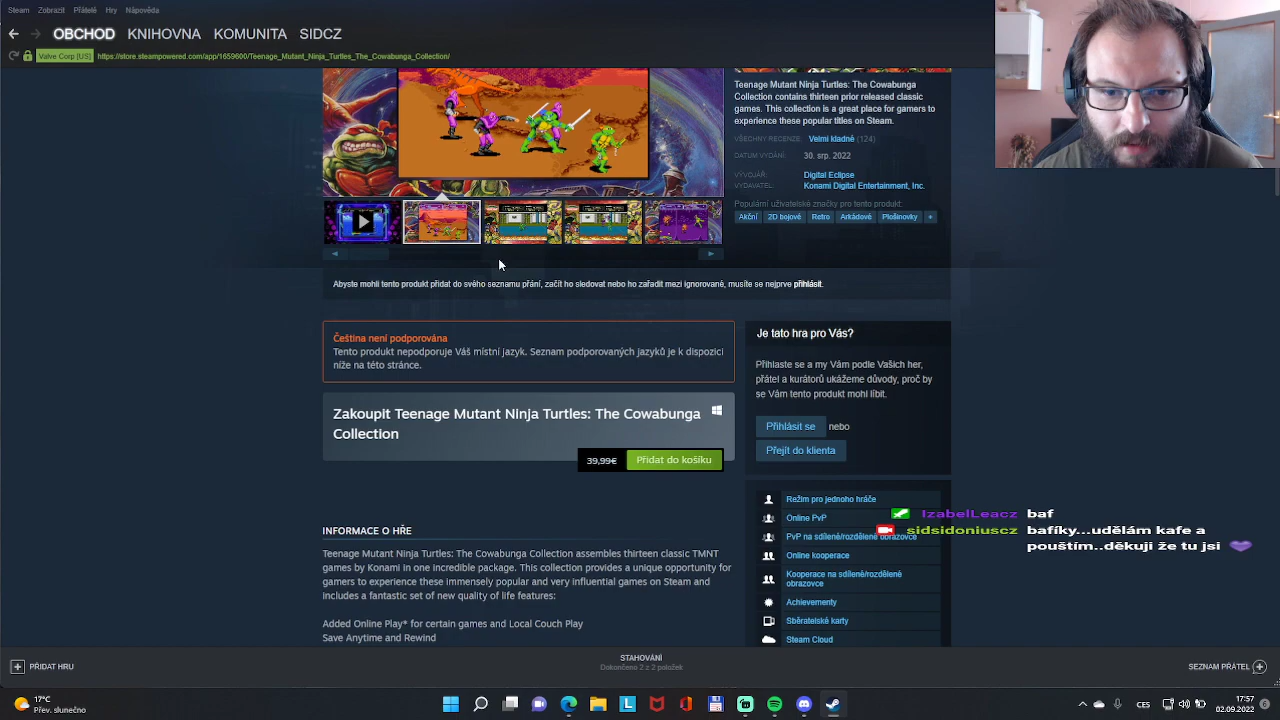 Steam Zobrazit Přátelé Hry Nápověda
OBCHOD KNIHOVNA KOMUNITA SIDCZ
Valve Corp [US] https://store.steampowered.com/app/1659600/Teenage_Mutant_Ninja_Turtles_The_Cowabunga_Collection/
Teenage Mutant Ninja Turtles: The Cowabunga
Collection contains thirteen prior released classic
games. This collection is a great place for gamers to
experience these popular titles on Steam.
VŠECHNY RECENZE: Velmi kladné (124)
DATUM VYDÁNÍ: 30. srp. 2022
VÝVOJÁŘ: Digital Eclipse
VYDAVATEL: Konami Digital Entertainment, Inc.
Populární uživatelské značky pro tento produkt:
Akční 2D bojové Retro Arkádové Plošinovky +
Abyste mohli tento produkt přidat do svého seznamu přání, začít ho sledovat nebo ho zařadit mezi ignorované, musíte se nejprve přihlásit.
Čeština není podporována
Tento produkt nepodporuje Váš místní jazyk. Seznam podporovaných jazyků je k dispozici
níže na této stránce.
Zakoupit Teenage Mutant Ninja Turtles: The Cowabunga
Collection
39,99€ Přidat do košíku
INFORMACE O HŘE
Teenage Mutant Ninja Turtles: The Cowabunga Collection assembles thirteen classic TMNT
games by Konami in one incredible package. This collection provides a unique opportunity for
gamers to experience these immensely popular and very influential games on Steam and
includes a fantastic set of new quality of life features:
Added Online Play* for certain games and Local Couch Play
Save Anytime and Rewind
Je tato hra pro Vás?
Přihlaste se a my Vám podle Vašich her,
přátel a kurátorů ukážeme důvody, proč by
se Vám tento produkt mohl líbit.
Přihlásit se nebo
Přejít do klienta
Režim pro jednoho hráče
Online PvP
PvP na sdílené/rozdělené obrazovce
Online kooperace
Kooperace na sdílené/rozdělené
obrazovce
Achievementy
Sběratelské karty
Steam Cloud
IzabelLeacz baf
sidsidoniuscz bafíky...udělám kafe a
pouštím..děkuji že tu jsi
PŘIDAT HRU
STAHOVÁNÍ
Dokončeno 2 z 2 položek
SEZNAM PŘÁTEL
17°C
Přev. slunečno
CES
17:57
02.09.2022